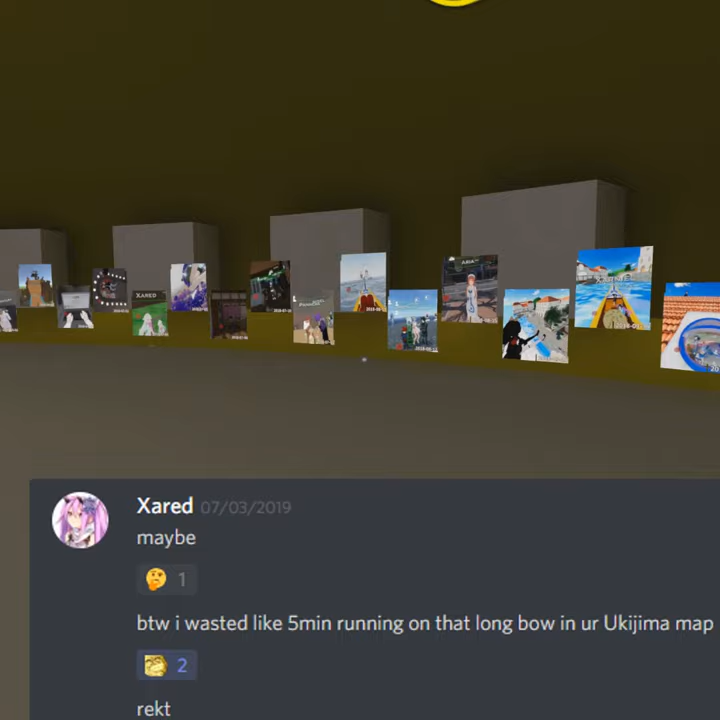 XARED
Xared 07/03/2019
maybe
1
btw i wasted like 5min running on that long bow in ur Ukijima map
2
rekt